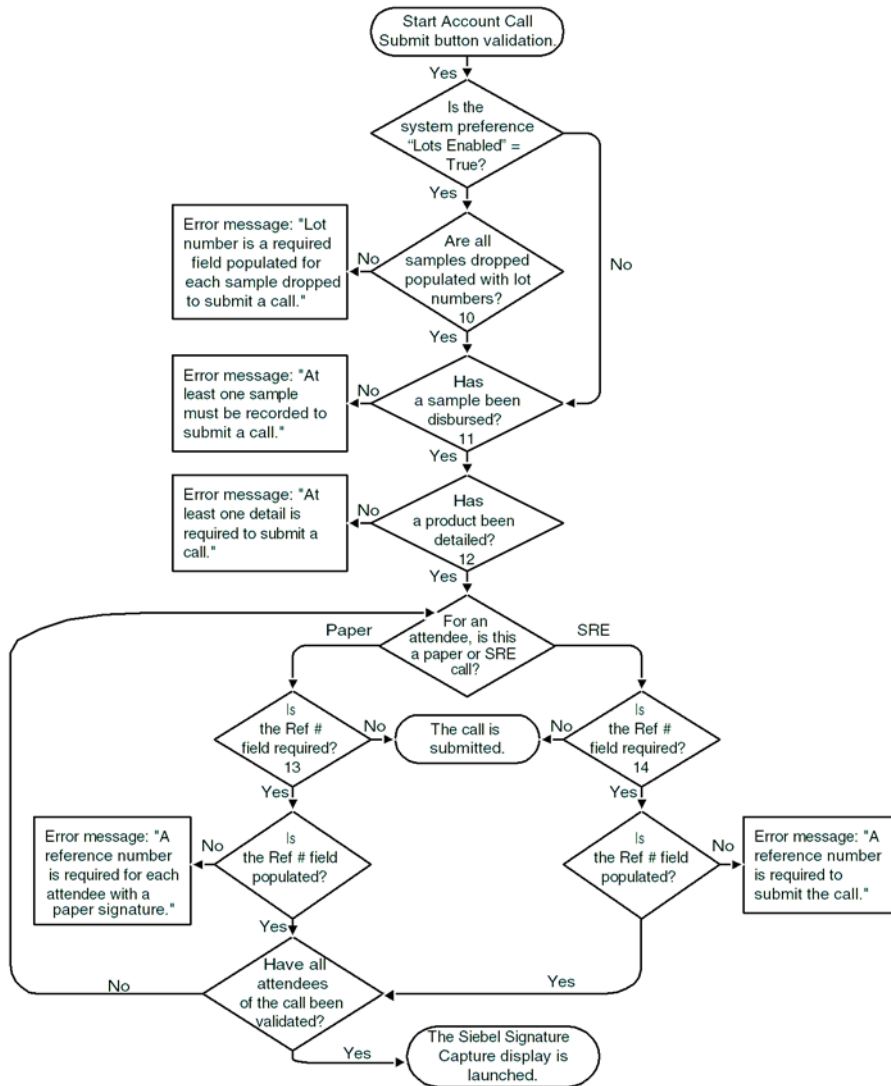 Start Account Call
Submit button validation.
Yes
Is the
system preference
“Lots Enabled” =
True?
Yes
No
Error message: "Lot
number is a required
field populated for
each sample dropped
to submit a call."
No
Are all
samples dropped
populated with lot
numbers?
10
Yes
Error message: "At
least one sample
must be recorded to
submit a call."
No
Has
a sample been
disbursed?
11
Yes
Error message: "At
least one detail is
required to submit a
call."
No
Has
a product been
detailed?
12
Yes
For an
attendee, is this
a paper or SRE
call?
Paper
SRE
Is
the Ref #
field required?
13
No
The call is
submitted.
No
Is
the Ref #
field required?
14
Yes
Yes
Error message: "A
reference number
is required for each
attendee with a
paper signature."
No
Is
the Ref # field
populated?
Is
the Ref # field
populated?
No
Error message: "A
reference number
is required to
submit the call."
Yes
No
Have all
attendees
of the call been
validated?
Yes
Yes
The Siebel Signature
Capture display is
launched.